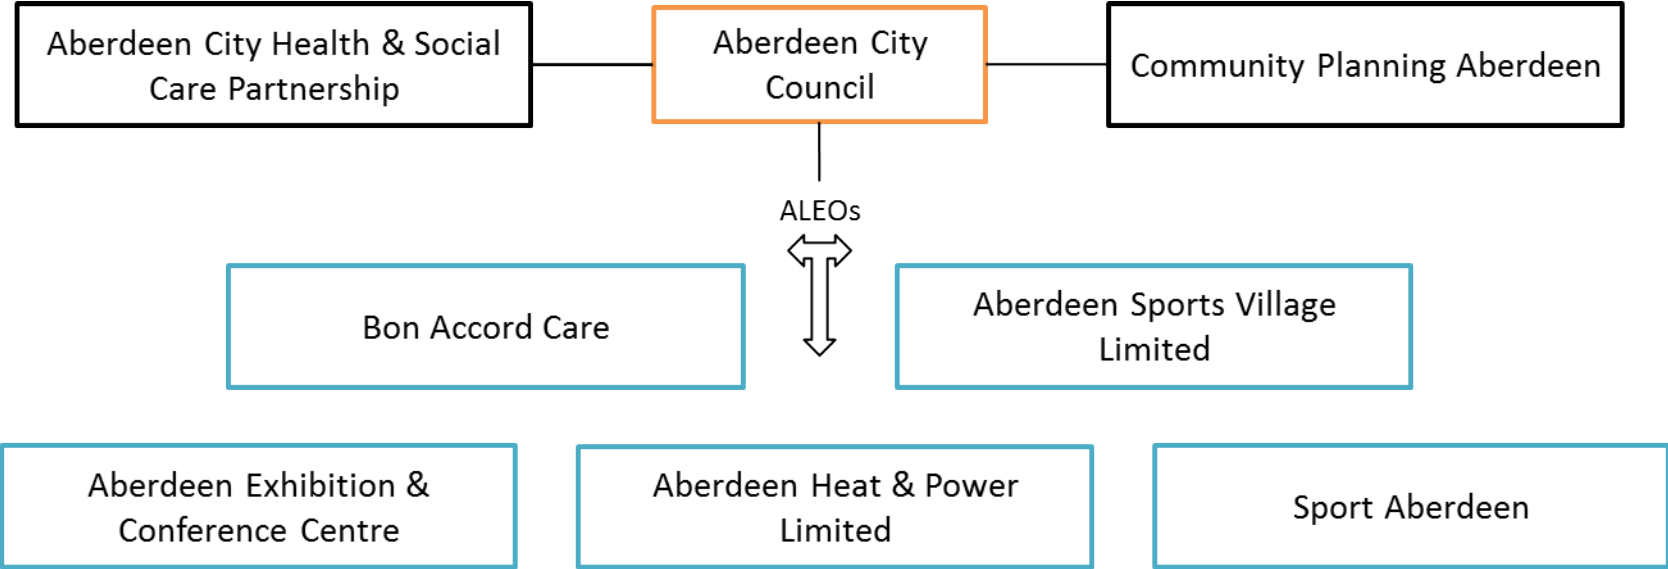 Aberdeen City Health & Social
Care Partnership
Aberdeen City
Council
Community Planning Aberdeen
ALEOs
Bon Accord Care
Aberdeen Sports Village
Limited
Aberdeen Exhibition &
Conference Centre
Aberdeen Heat & Power
Limited
Sport Aberdeen